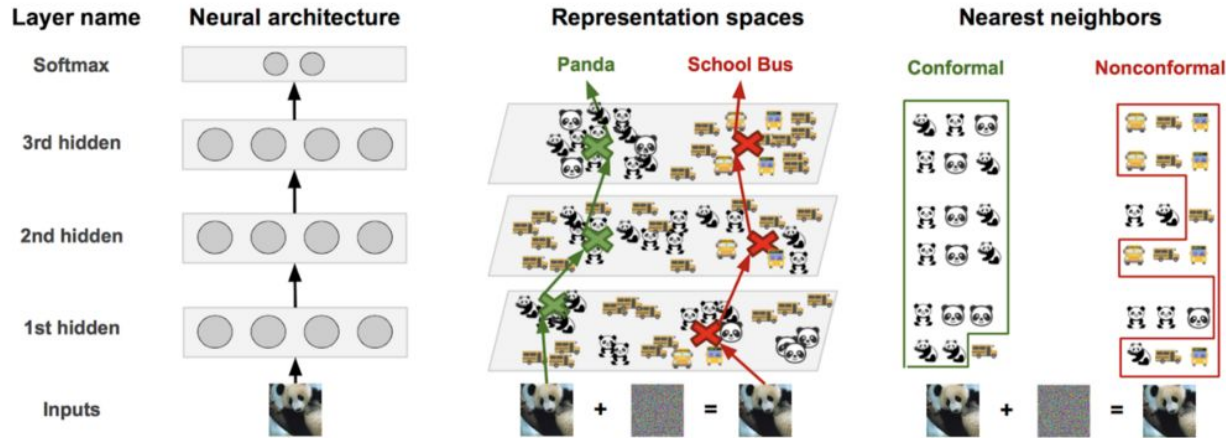 Layer name
Neural architecture
Representation spaces
Nearest neighbors
Softmax
Panda
School Bus
Conformal
Nonconformal
3rd hidden
2nd hidden
1st hidden
Inputs
+
=
+
=